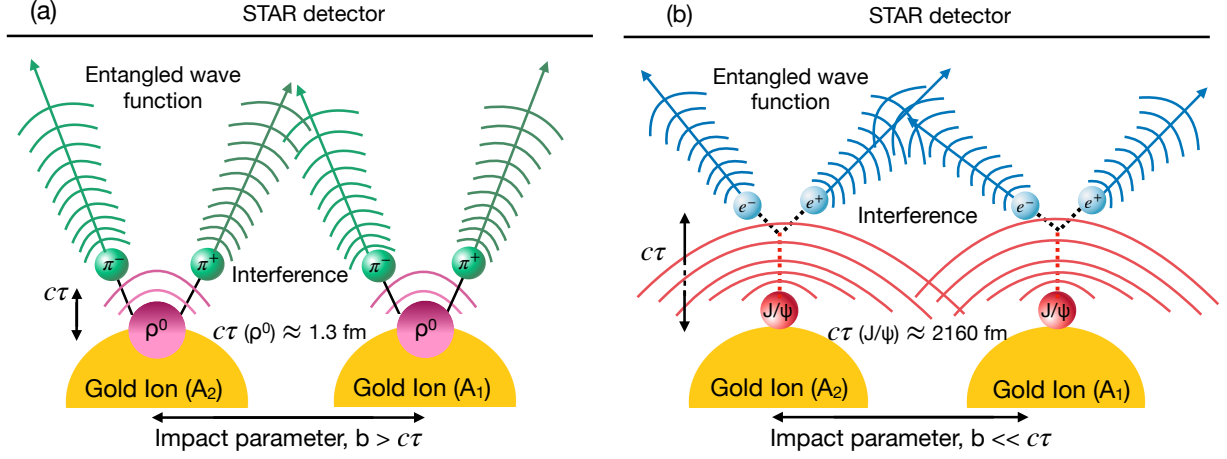 (a)
STAR detector
Entangled wave
function
π⁻
π⁺
π⁻
π⁺
Interference
cτ
ρ⁰
cτ (ρ⁰) ≈ 1.3 fm
ρ⁰
Gold Ion (A₂)
Gold Ion (A₁)
Impact parameter, b > cτ
(b)
STAR detector
Entangled wave
function
e⁻
e⁺
e⁻
e⁺
Interference
cτ
J/ψ
cτ (J/ψ) ≈ 2160 fm
J/ψ
Gold Ion (A₂)
Gold Ion (A₁)
Impact parameter, b << cτ